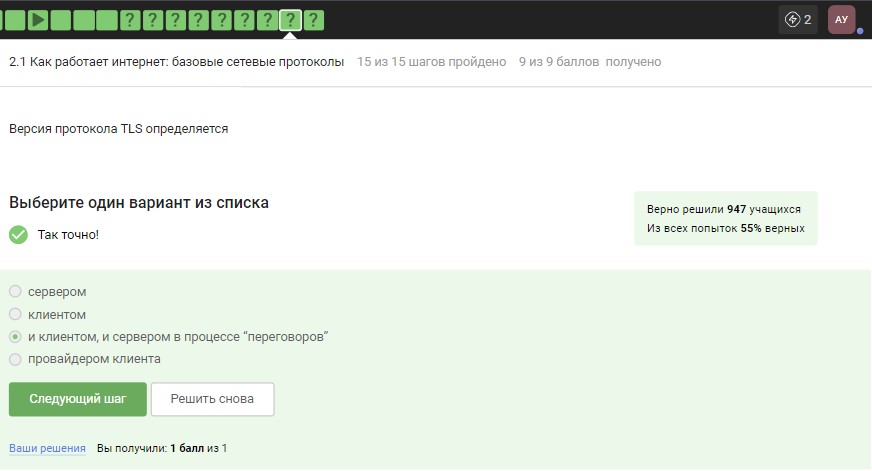 ? ? ? ? ? ? ? ? ? 2 АУ
2.1 Как работает интернет: базовые сетевые протоколы 15 из 15 шагов пройдено 9 из 9 баллов получено
Версия протокола TLS определяется
Выберите один вариант из списка
Так точно!
Верно решили 947 учащихся
Из всех попыток 55% верных
сервером
клиентом
и клиентом, и сервером в процессе “переговоров”
провайдером клиента
Следующий шаг Решить снова
Ваши решения Вы получили: 1 балл из 1